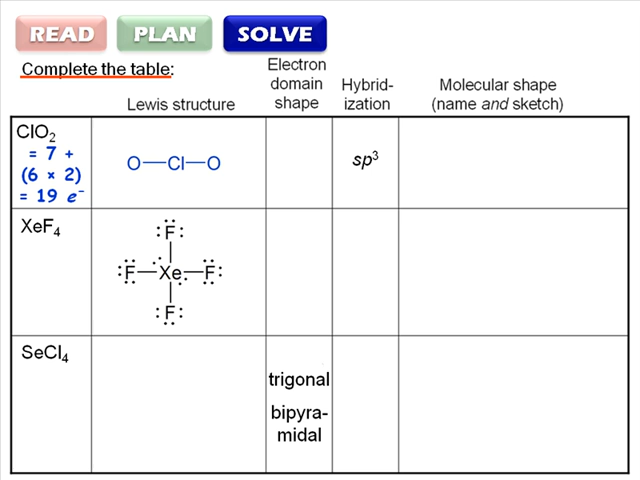 READ PLAN SOLVE
Complete the table:
Electron
domain
shape
Hybrid-
ization
Molecular shape
(name and sketch)
Lewis structure
ClO₂
= 7 +
(6 × 2)
= 19 e⁻
O—Cl—O
sp³
XeF₄
:F:
:F—Xe—F:
:F:
SeCl₄
trigonal
bipyra-
midal